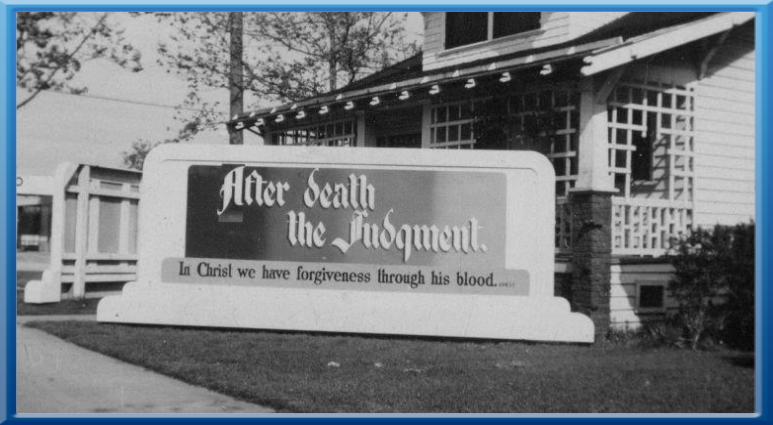 After death
the Judgment.
In Christ we have forgiveness through his blood.